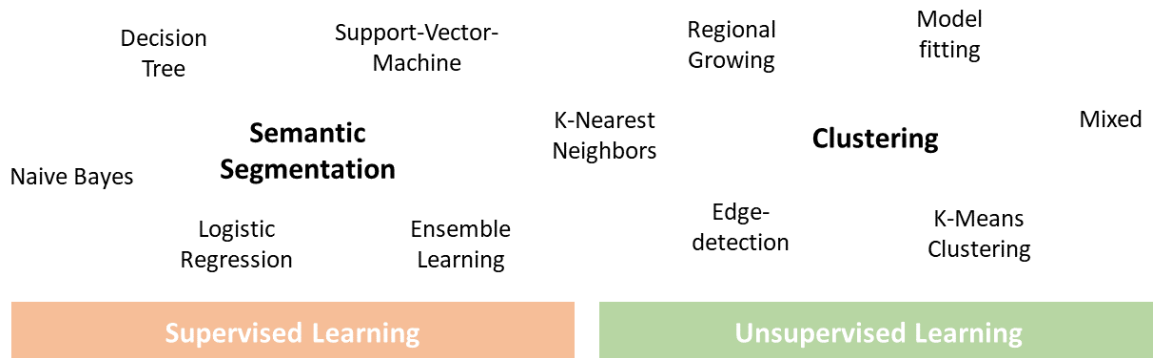 Decision
Tree
Support-Vector-
Machine
Regional
Growing
Model
fitting
Semantic
Segmentation
K-Nearest
Neighbors
Clustering
Mixed
Naive Bayes
Logistic
Regression
Ensemble
Learning
Edge-
detection
K-Means
Clustering
Supervised Learning
Unsupervised Learning